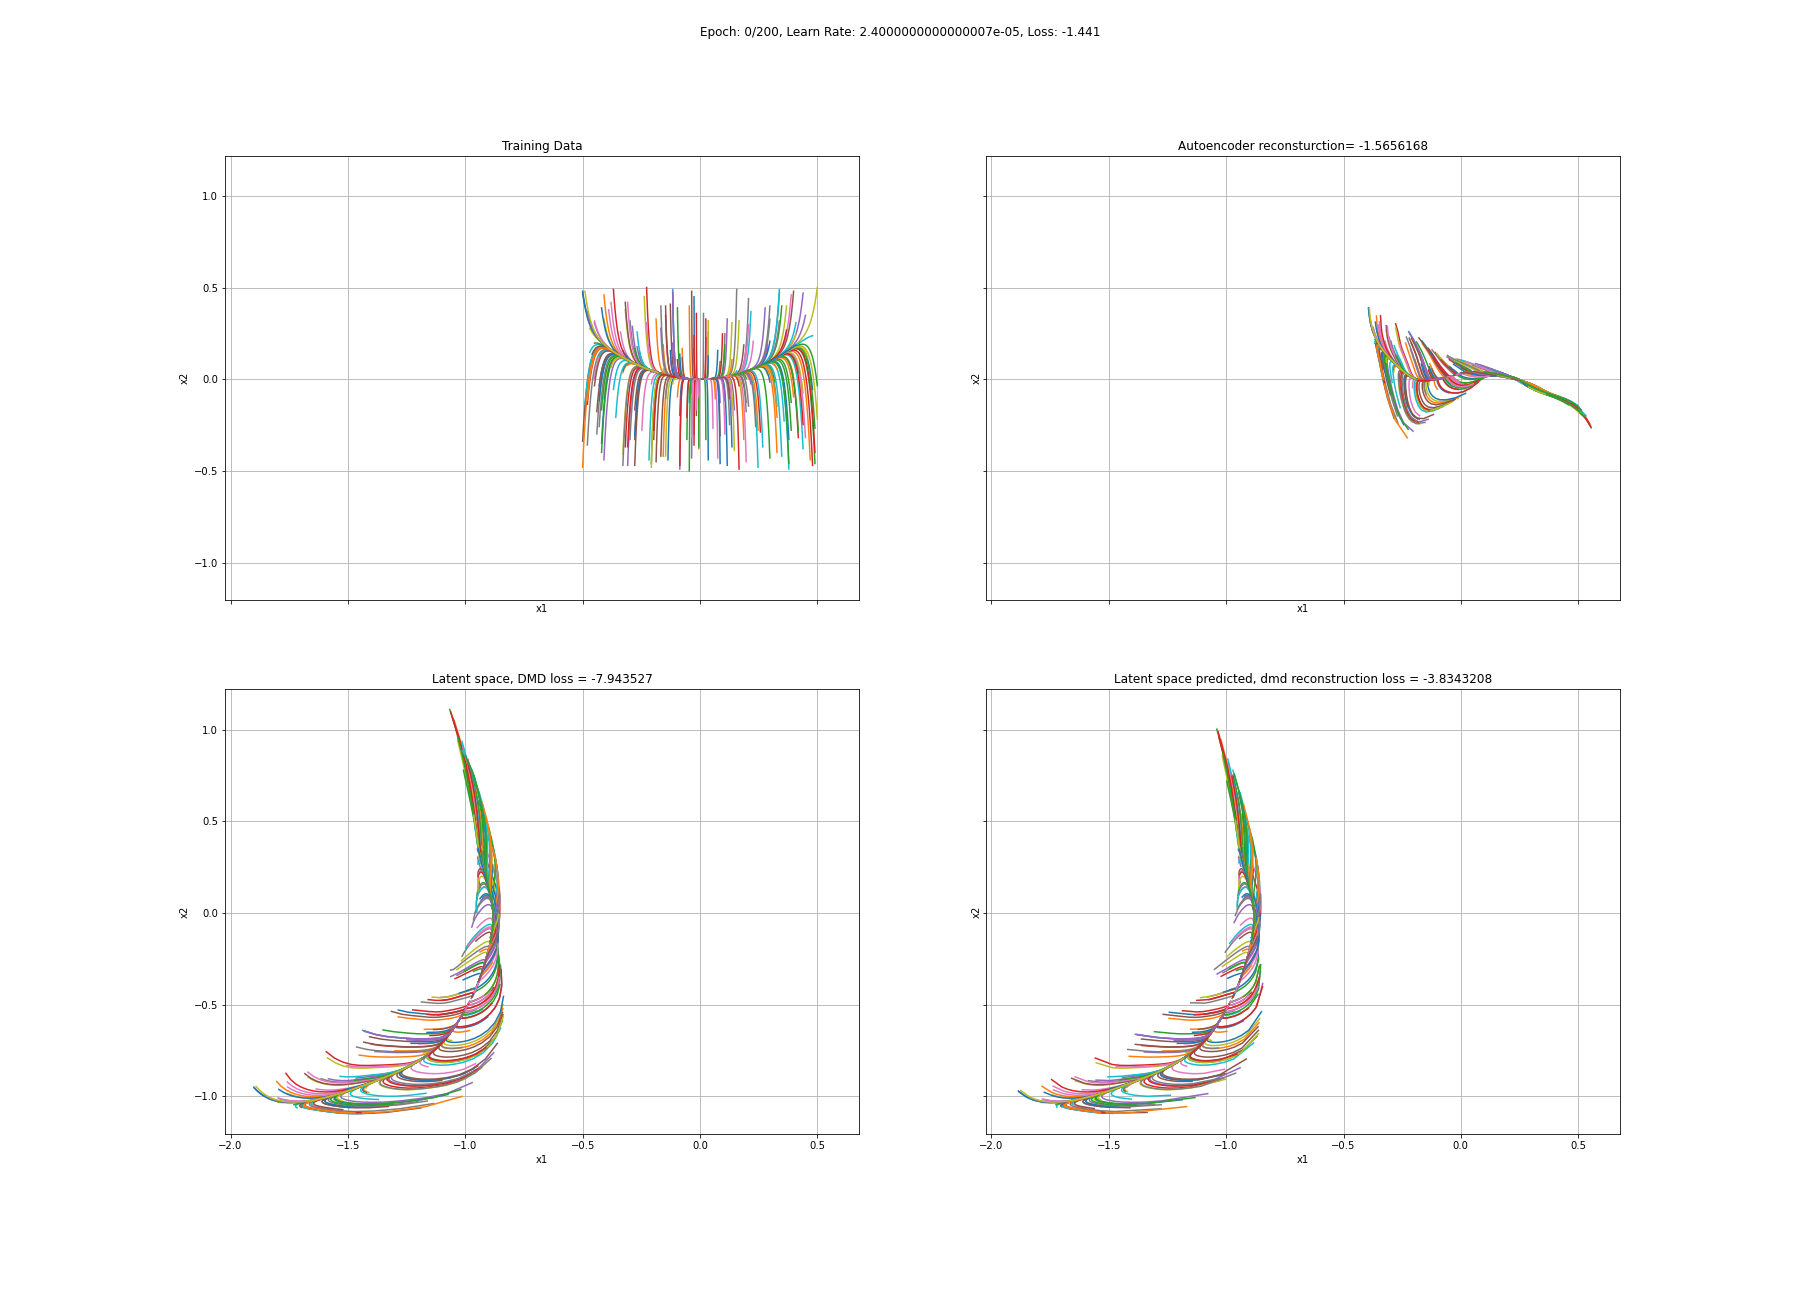 Epoch: 0/200, Learn Rate: 2.4000000000000007e-05, Loss: -1.441
Training Data
1.0
0.5
0.0
−0.5
−1.0
x2
x1
Autoencoder reconsturction= -1.5656168
x2
x1
Latent space, DMD loss = -7.943527
1.0
0.5
0.0
−0.5
−1.0
x2
−2.0 −1.5 −1.0 −0.5 0.0 0.5
x1
Latent space predicted, dmd reconstruction loss = -3.8343208
x2
−2.0 −1.5 −1.0 −0.5 0.0 0.5
x1